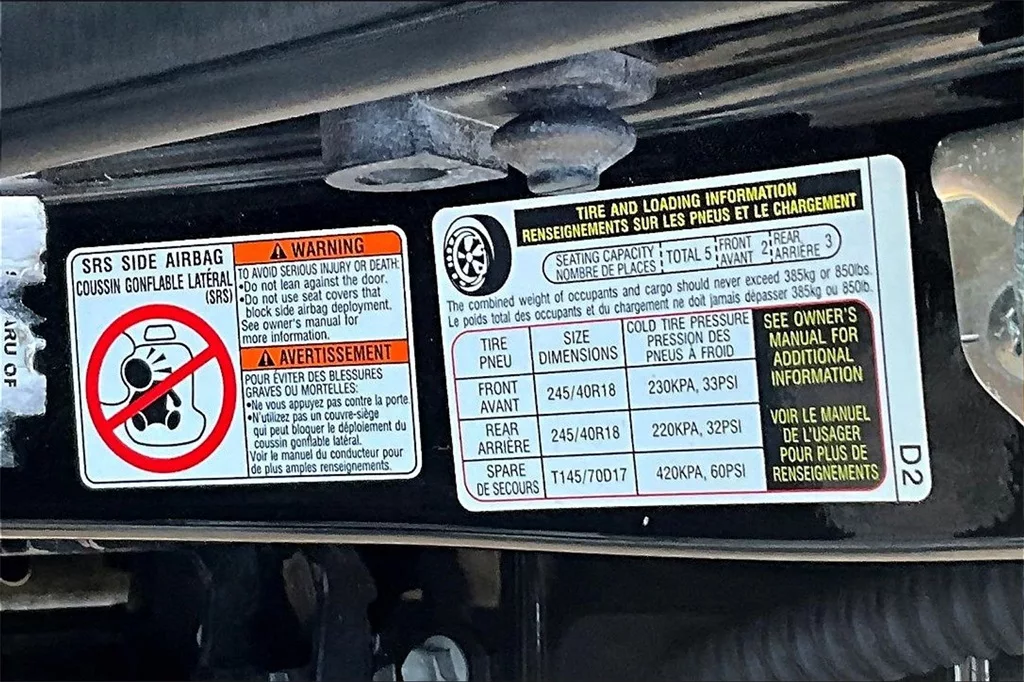 ARU OF
SRS SIDE AIRBAG
COUSSIN GONFLABLE LATÉRAL
(SRS)
WARNING
TO AVOID SERIOUS INJURY OR DEATH:
•Do not lean against the door.
•Do not use seat covers that
block side airbag deployment.
See owner's manual for
more information.
AVERTISSEMENT
POUR ÉVITER DES BLESSURES
GRAVES OU MORTELLES:
•Ne vous appuyez pas contre la porte.
•N'utilizez pas un couvre-siège
qui peut bloquer le déploiement du
coussin gonflable latéral.
Voir le manuel du conducteur pour
de plus amples renseignements.
TIRE AND LOADING INFORMATION
RENSEIGNEMENTS SUR LES PNEUS ET LE CHARGEMENT
SEATING CAPACITY TOTAL 5 FRONT 2 REAR 3
NOMBRE DE PLACES AVANT ARRIÈRE
The combined weight of occupants and cargo should never exceed 385kg or 850lbs.
Le poids total des occupants et du chargement ne doit jamais dépasser 385kg ou 850lb.
TIRE SIZE COLD TIRE PRESSURE
PNEU DIMENSIONS PRESSION DES
PNEUS À FROID
FRONT 245/40R18 230KPA, 33PSI
AVANT
REAR 245/40R18 220KPA, 32PSI
ARRIÈRE
SPARE T145/70D17 420KPA, 60PSI
DE SECOURS
SEE OWNER'S
MANUAL FOR
ADDITIONAL
INFORMATION
VOIR LE MANUEL
DE L'USAGER
POUR PLUS DE
RENSEIGNEMENTS
D2